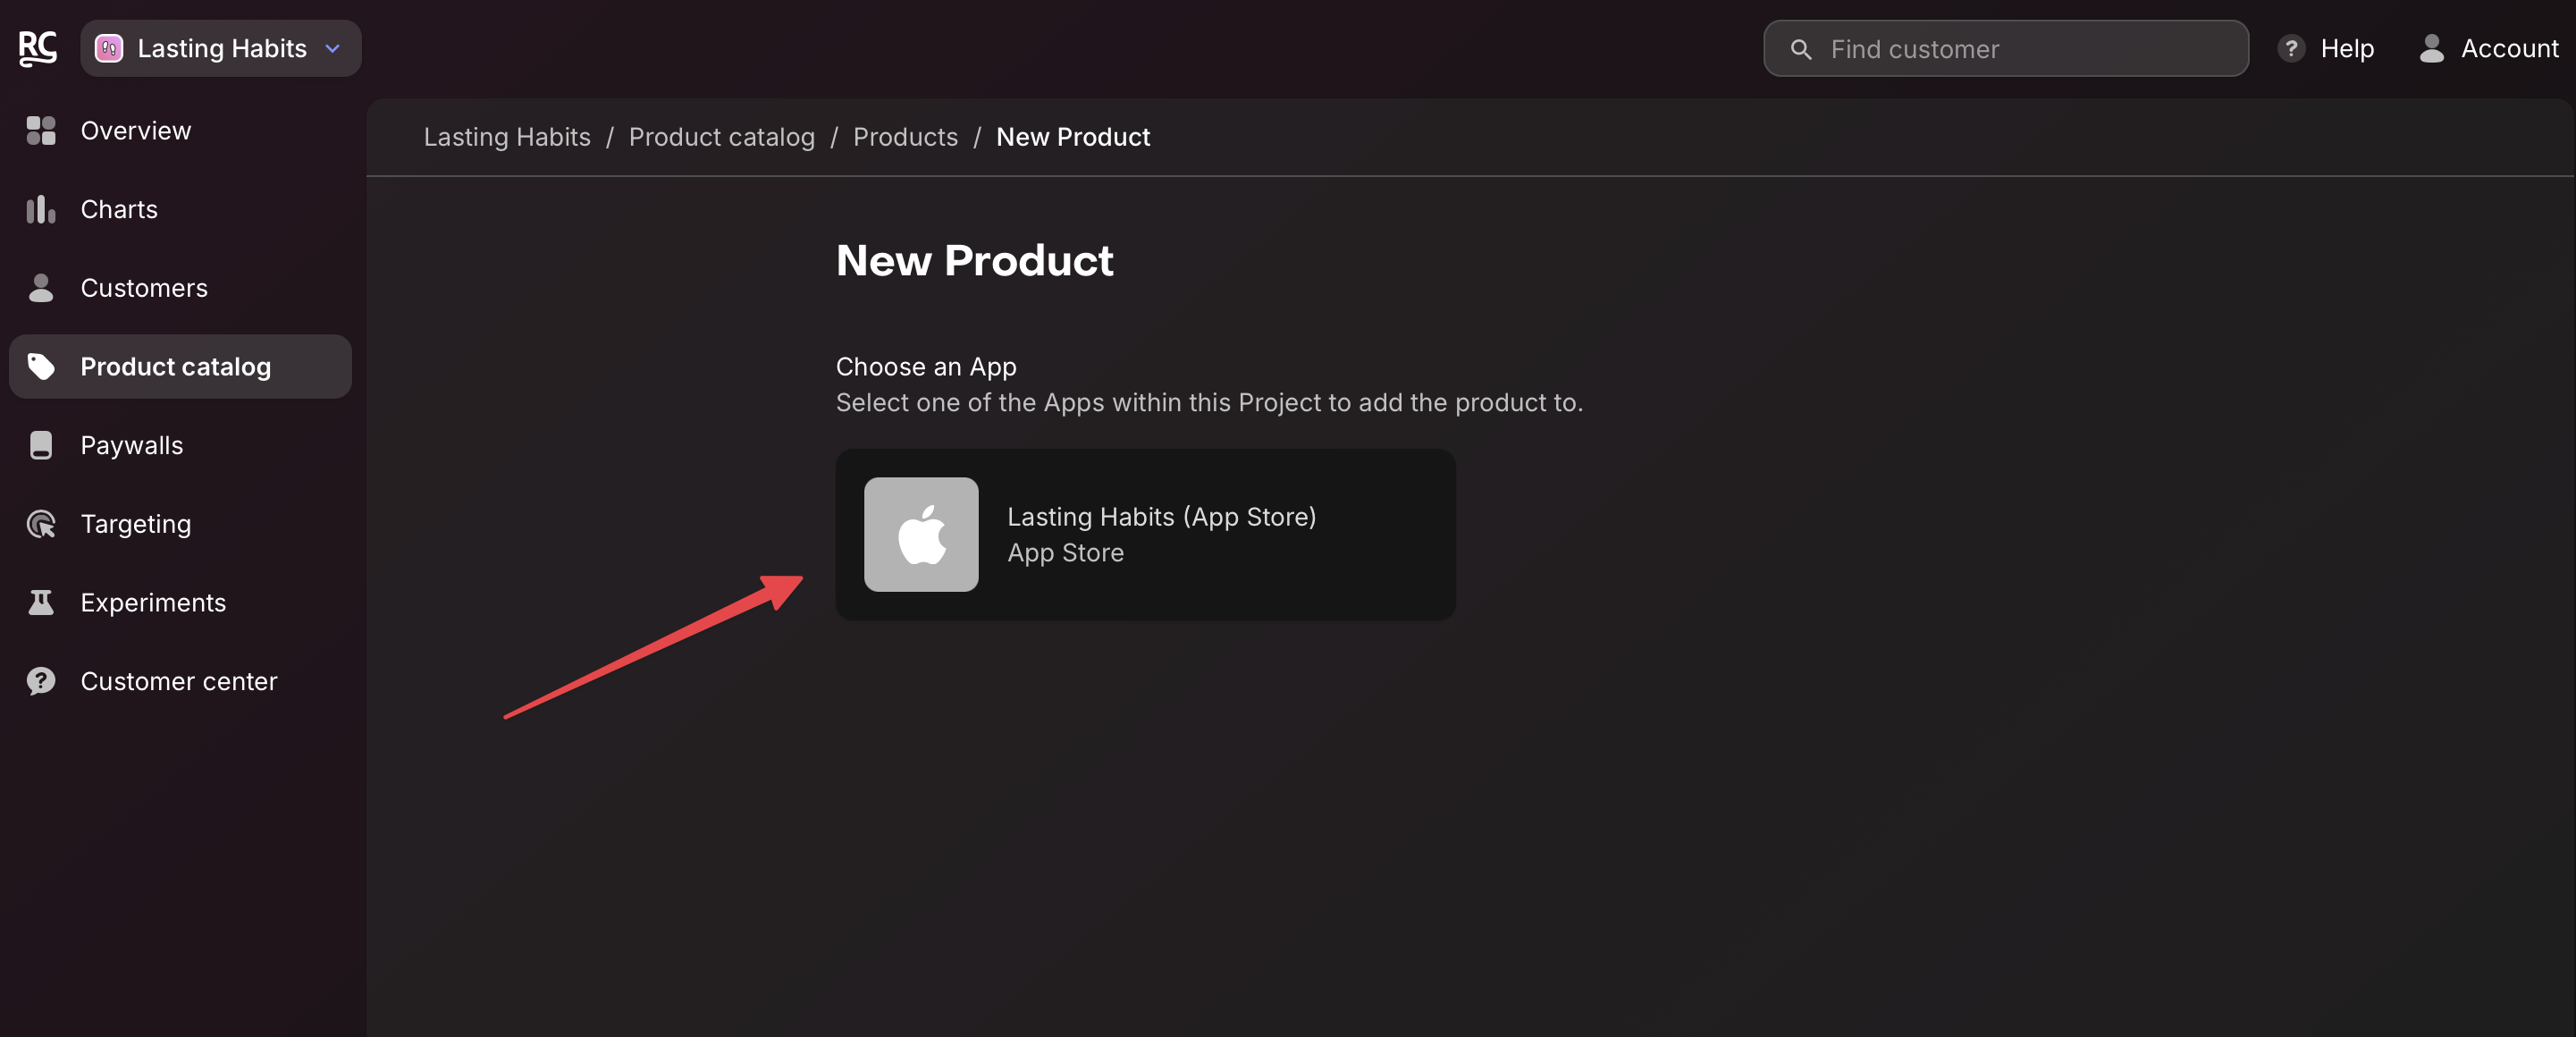 RC
Lasting Habits
Find customer
? Help
Account
Overview
Charts
Customers
Product catalog
Paywalls
Targeting
Experiments
? Customer center
Lasting Habits / Product catalog / Products / New Product
New Product
Choose an App
Select one of the Apps within this Project to add the product to.
Lasting Habits (App Store)
App Store